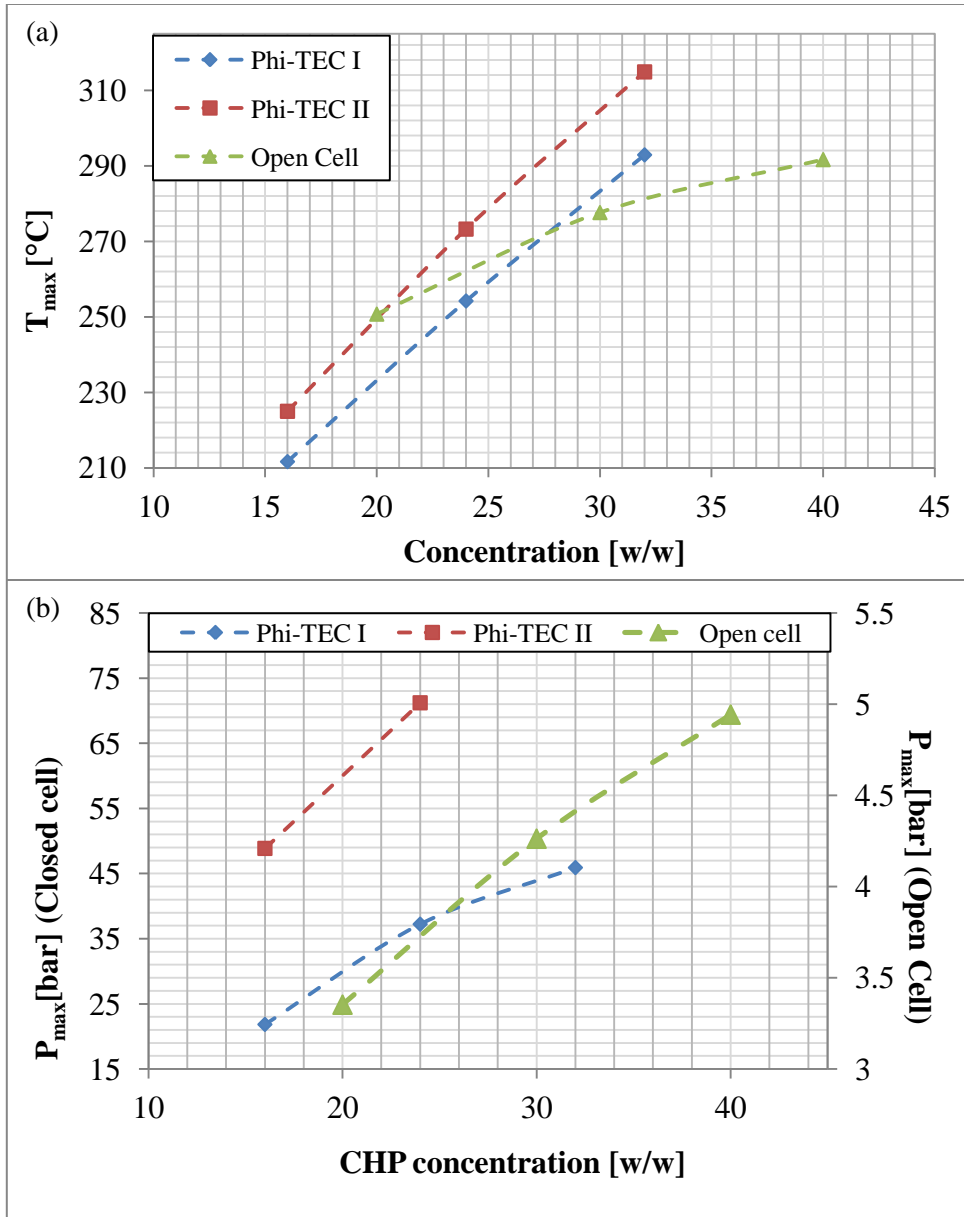 (a)
Phi-TEC I
Phi-TEC II
Open Cell
310
290
270
250
230
210
10 15 20 25 30 35 40 45
Tmax [°C]
Concentration [w/w]
(b)
Phi-TEC I Phi-TEC II Open cell
85
75
65
55
45
35
25
15
5.5
5
4.5
4
3.5
3
10 20 30 40
Pmax[bar] (Closed cell)
Pmax[bar] (Open Cell)
CHP concentration [w/w]